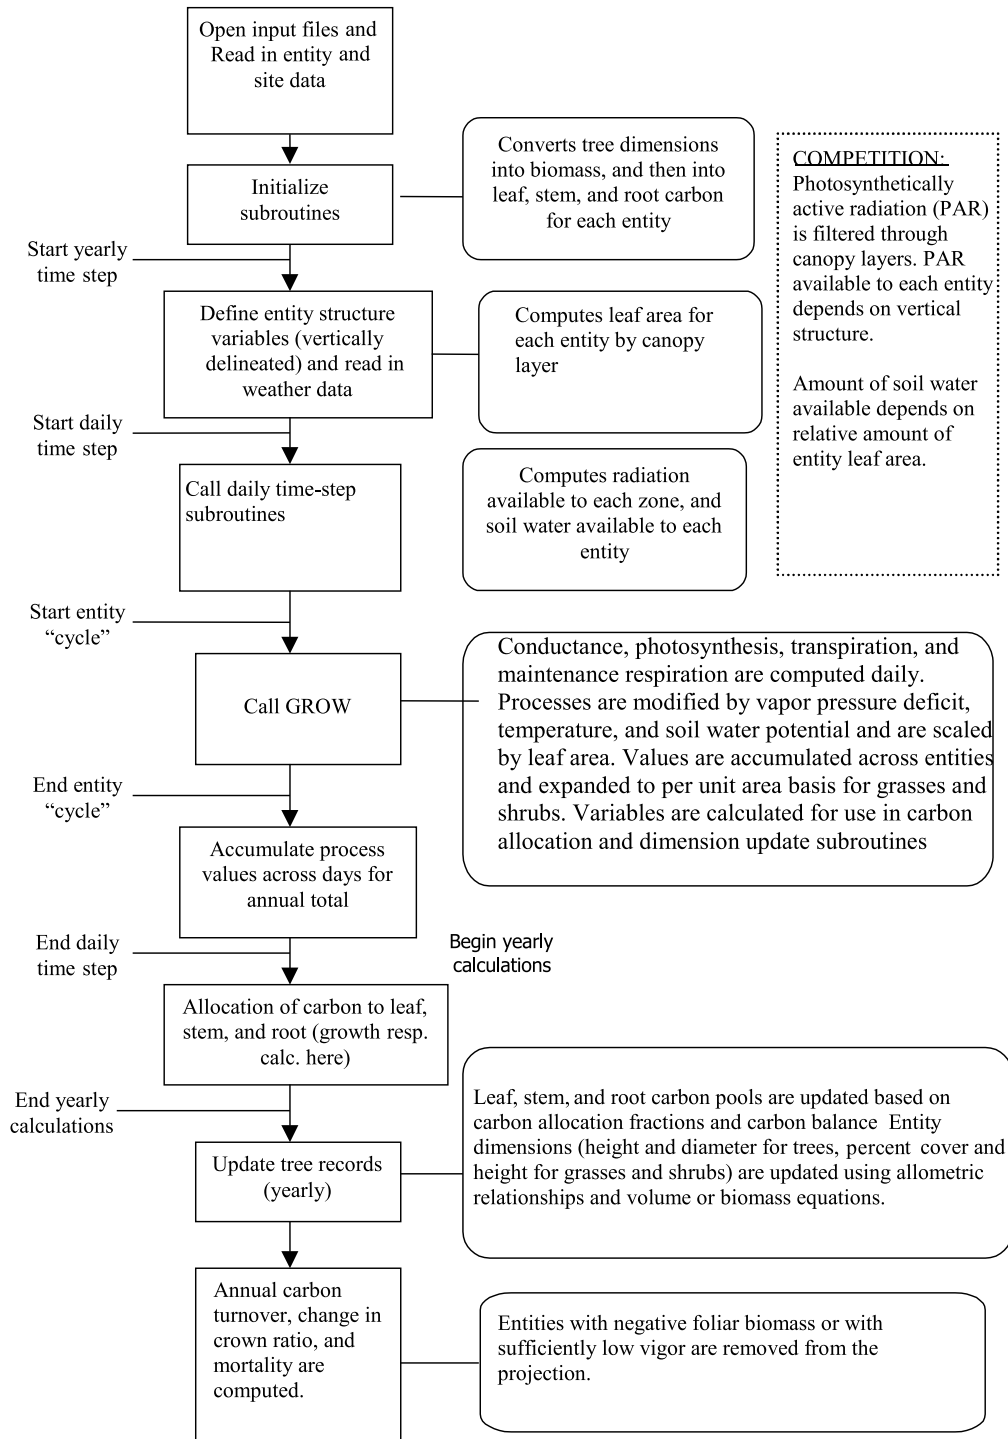 Open input files and
Read in entity and
site data
Converts tree dimensions
into biomass, and then into
leaf, stem, and root carbon
for each entity
COMPETITION:
Photosynthetically
active radiation (PAR)
is filtered through
canopy layers. PAR
available to each entity
depends on vertical
structure.
Amount of soil water
available depends on
relative amount of
entity leaf area.
Initialize
subroutines
Start yearly
time step
Define entity structure
variables (vertically
delineated) and read in
weather data
Computes leaf area for
each entity by canopy
layer
Start daily
time step
Call daily time-step
subroutines
Computes radiation
available to each zone, and
soil water available to each
entity
Start entity
“cycle”
Call GROW
Conductance, photosynthesis, transpiration, and
maintenance respiration are computed daily.
Processes are modified by vapor pressure deficit,
temperature, and soil water potential and are scaled
by leaf area. Values are accumulated across entities
and expanded to per unit area basis for grasses and
shrubs. Variables are calculated for use in carbon
allocation and dimension update subroutines
End entity
“cycle”
Accumulate process
values across days for
annual total
End daily
time step
Begin yearly
calculations
Allocation of carbon to leaf,
stem, and root (growth resp.
calc. here)
End yearly
calculations
Leaf, stem, and root carbon pools are updated based on
carbon allocation fractions and carbon balance Entity
dimensions (height and diameter for trees, percent cover and
height for grasses and shrubs) are updated using allometric
relationships and volume or biomass equations.
Update tree records
(yearly)
Annual carbon
turnover, change in
crown ratio, and
mortality are
computed.
Entities with negative foliar biomass or with
sufficiently low vigor are removed from the
projection.